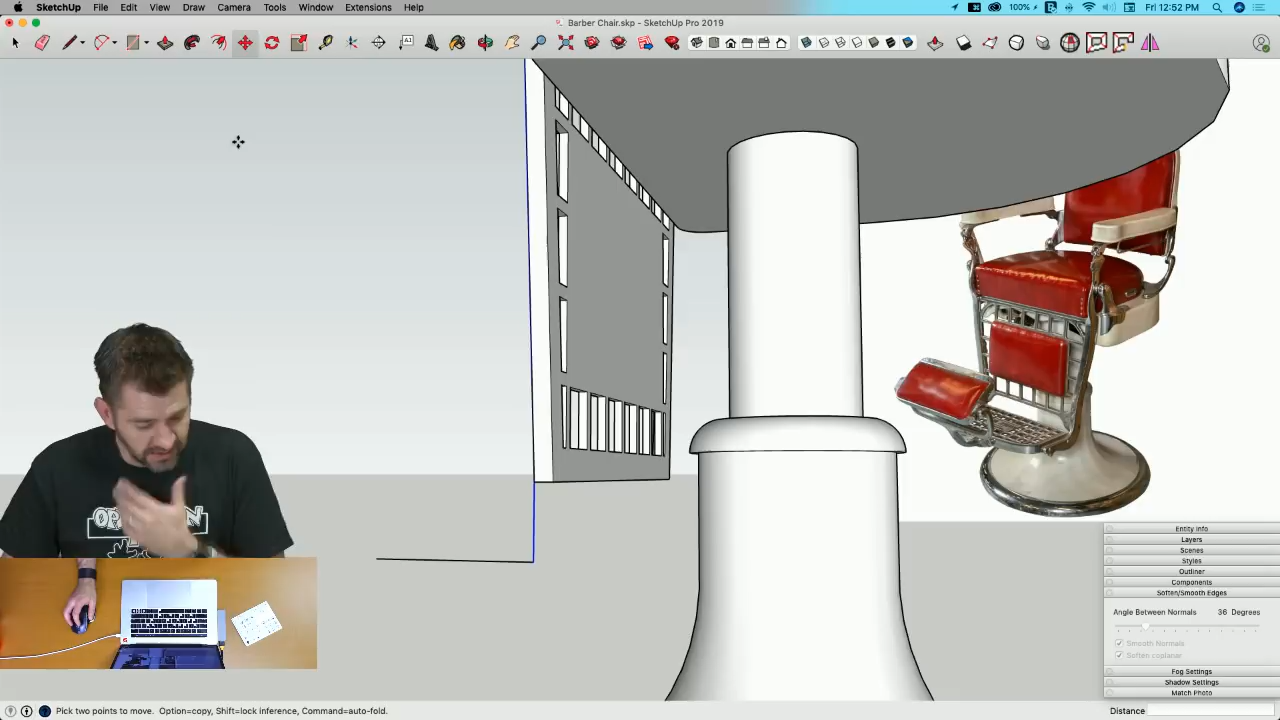 SketchUp File Edit View Draw Camera Tools Window Extensions Help 100% Fri 12:52 PM
Barber Chair.skp - SketchUp Pro 2019
Entity Info
Layers
Scenes
Styles
Outliner
Components
Soften/Smooth Edges
Angle Between Normals 36 Degrees
Smooth Normals
Soften coplanar
Fog Settings
Shadow Settings
Match Photo
Pick two points to move. Option=copy, Shift=lock inference, Command=auto-fold. Distance